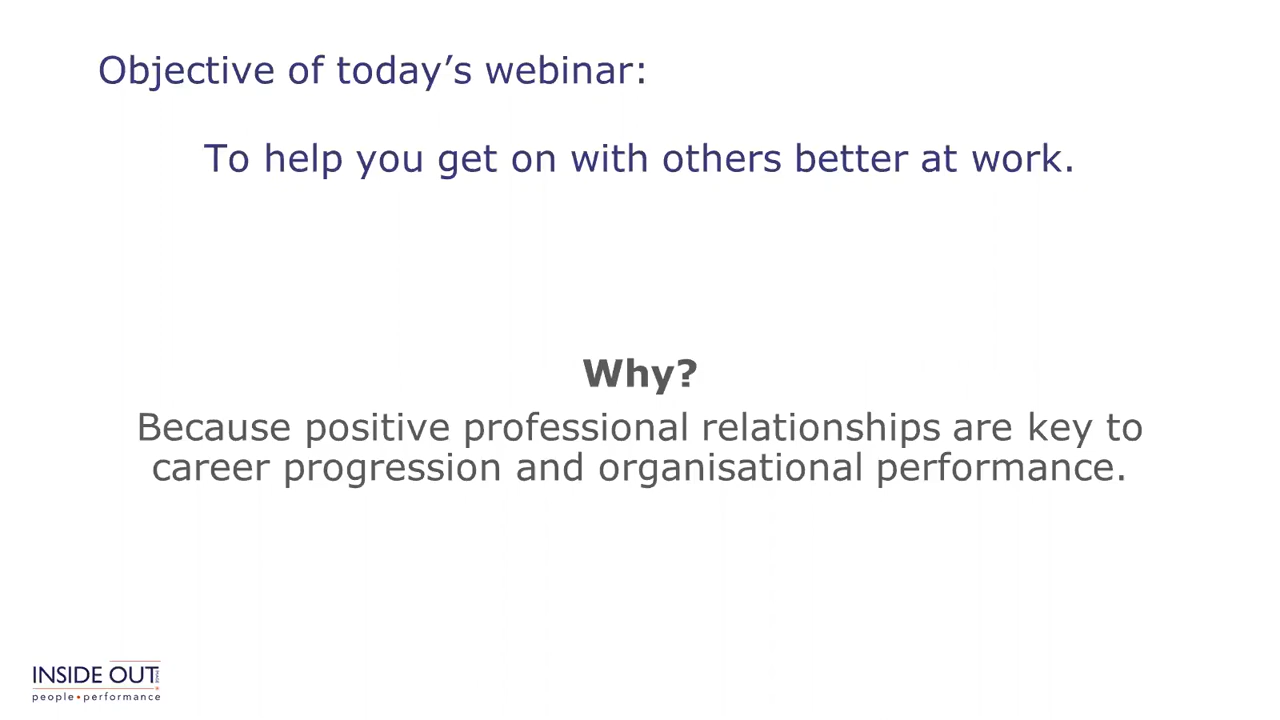 Objective of today’s webinar:
To help you get on with others better at work.
Why?
Because positive professional relationships are key to
career progression and organisational performance.
INSIDE OUT
people•performance